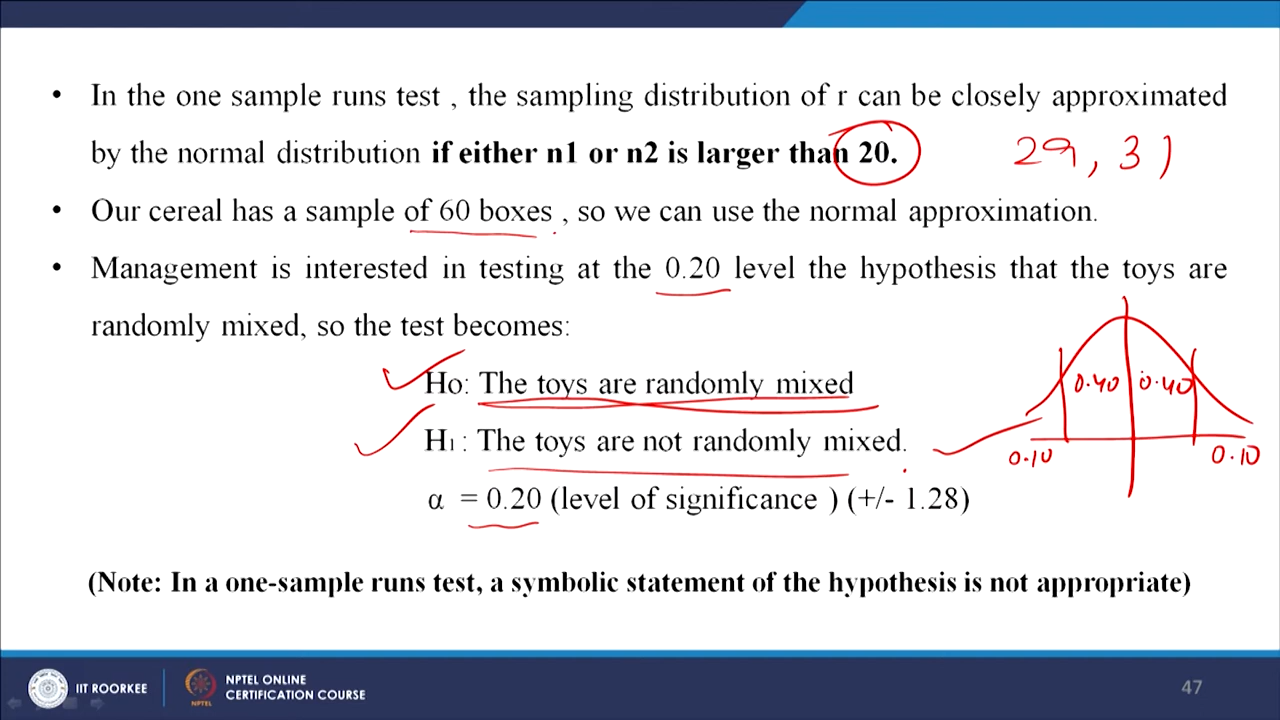 • In the one sample runs test , the sampling distribution of r can be closely approximated
by the normal distribution if either n1 or n2 is larger than 20.
29, 31
• Our cereal has a sample of 60 boxes , so we can use the normal approximation.
• Management is interested in testing at the 0.20 level the hypothesis that the toys are
randomly mixed, so the test becomes:
Ho: The toys are randomly mixed
0.40 0.40
H1 : The toys are not randomly mixed.
0.10 0.10
α = 0.20 (level of significance ) (+/- 1.28)
(Note: In a one-sample runs test, a symbolic statement of the hypothesis is not appropriate)
IIT ROORKEE
NPTEL
NPTEL ONLINE
CERTIFICATION COURSE
47